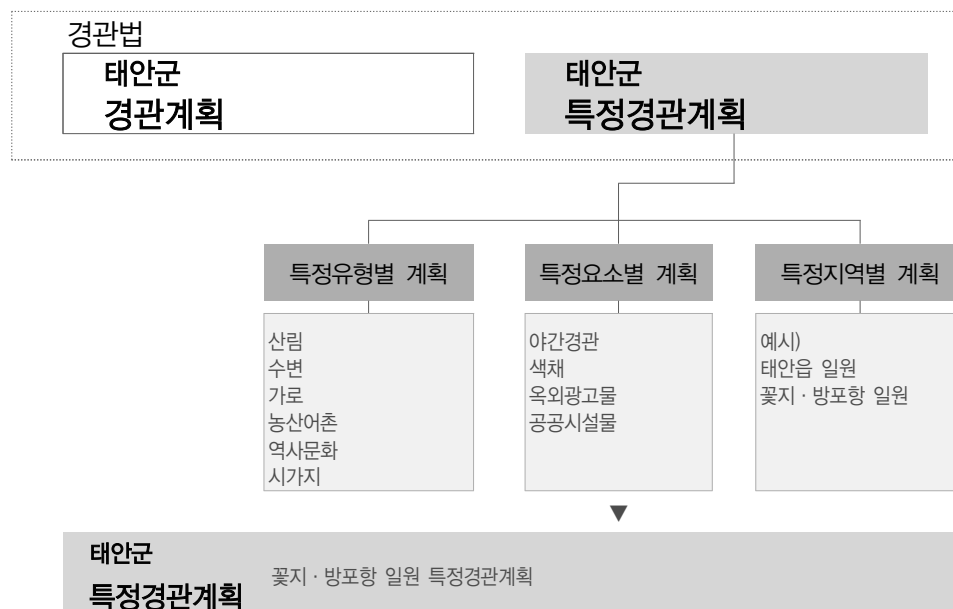 경관법
태안군
경관계획
태안군
특정경관계획
특정유형별 계획
산림
수변
가로
농산어촌
역사문화
시가지
특정요소별 계획
야간경관
색채
옥외광고물
공공시설물
특정지역별 계획
예시)
태안읍 일원
꽃지 · 방포항 일원
태안군
특정경관계획
꽃지 · 방포항 일원 특정경관계획